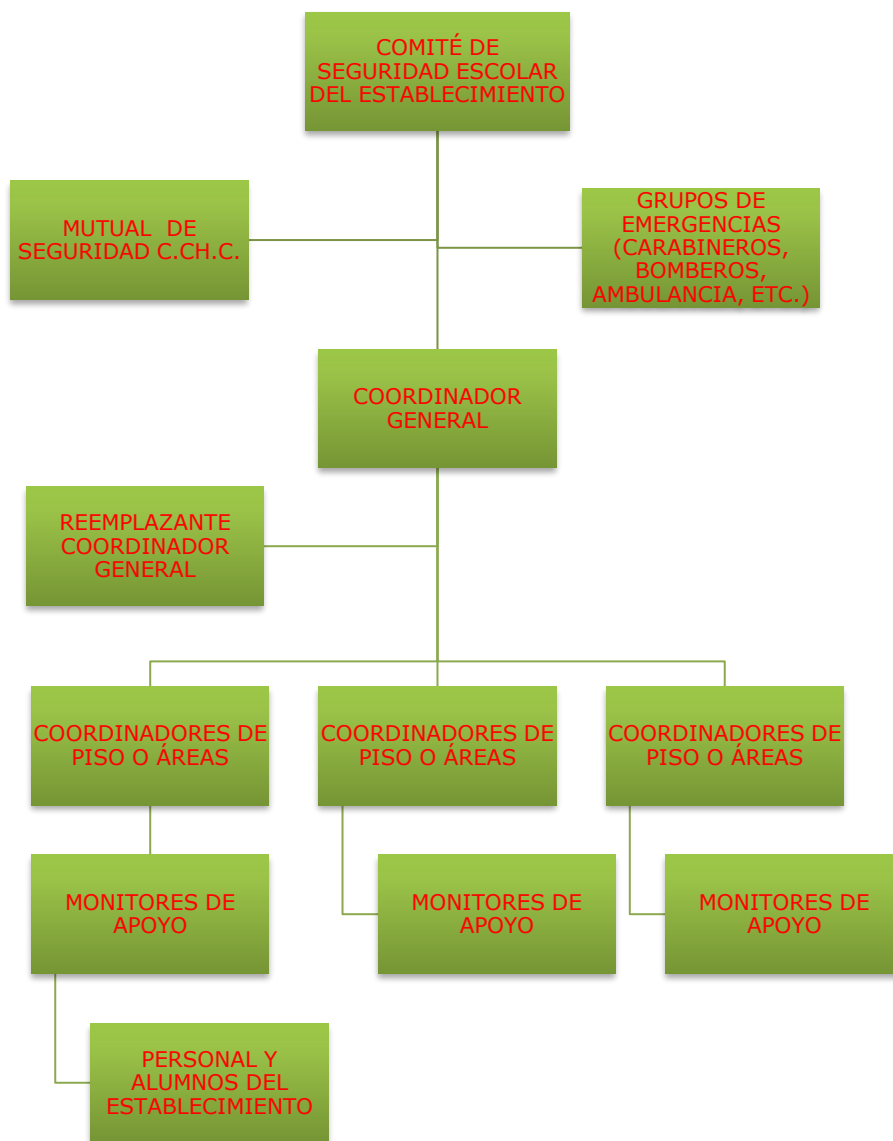 COMITÉ DE
SEGURIDAD ESCOLAR
DEL ESTABLECIMIENTO
MUTUAL DE
SEGURIDAD C.CH.C.
GRUPOS DE
EMERGENCIAS
(CARABINEROS,
BOMBEROS,
AMBULANCIA, ETC.)
COORDINADOR
GENERAL
REEMPLAZANTE
COORDINADOR
GENERAL
COORDINADORES DE
PISO O ÁREAS
COORDINADORES DE
PISO O ÁREAS
COORDINADORES DE
PISO O ÁREAS
MONITORES DE
APOYO
MONITORES DE
APOYO
MONITORES DE
APOYO
PERSONAL Y
ALUMNOS DEL
ESTABLECIMIENTO